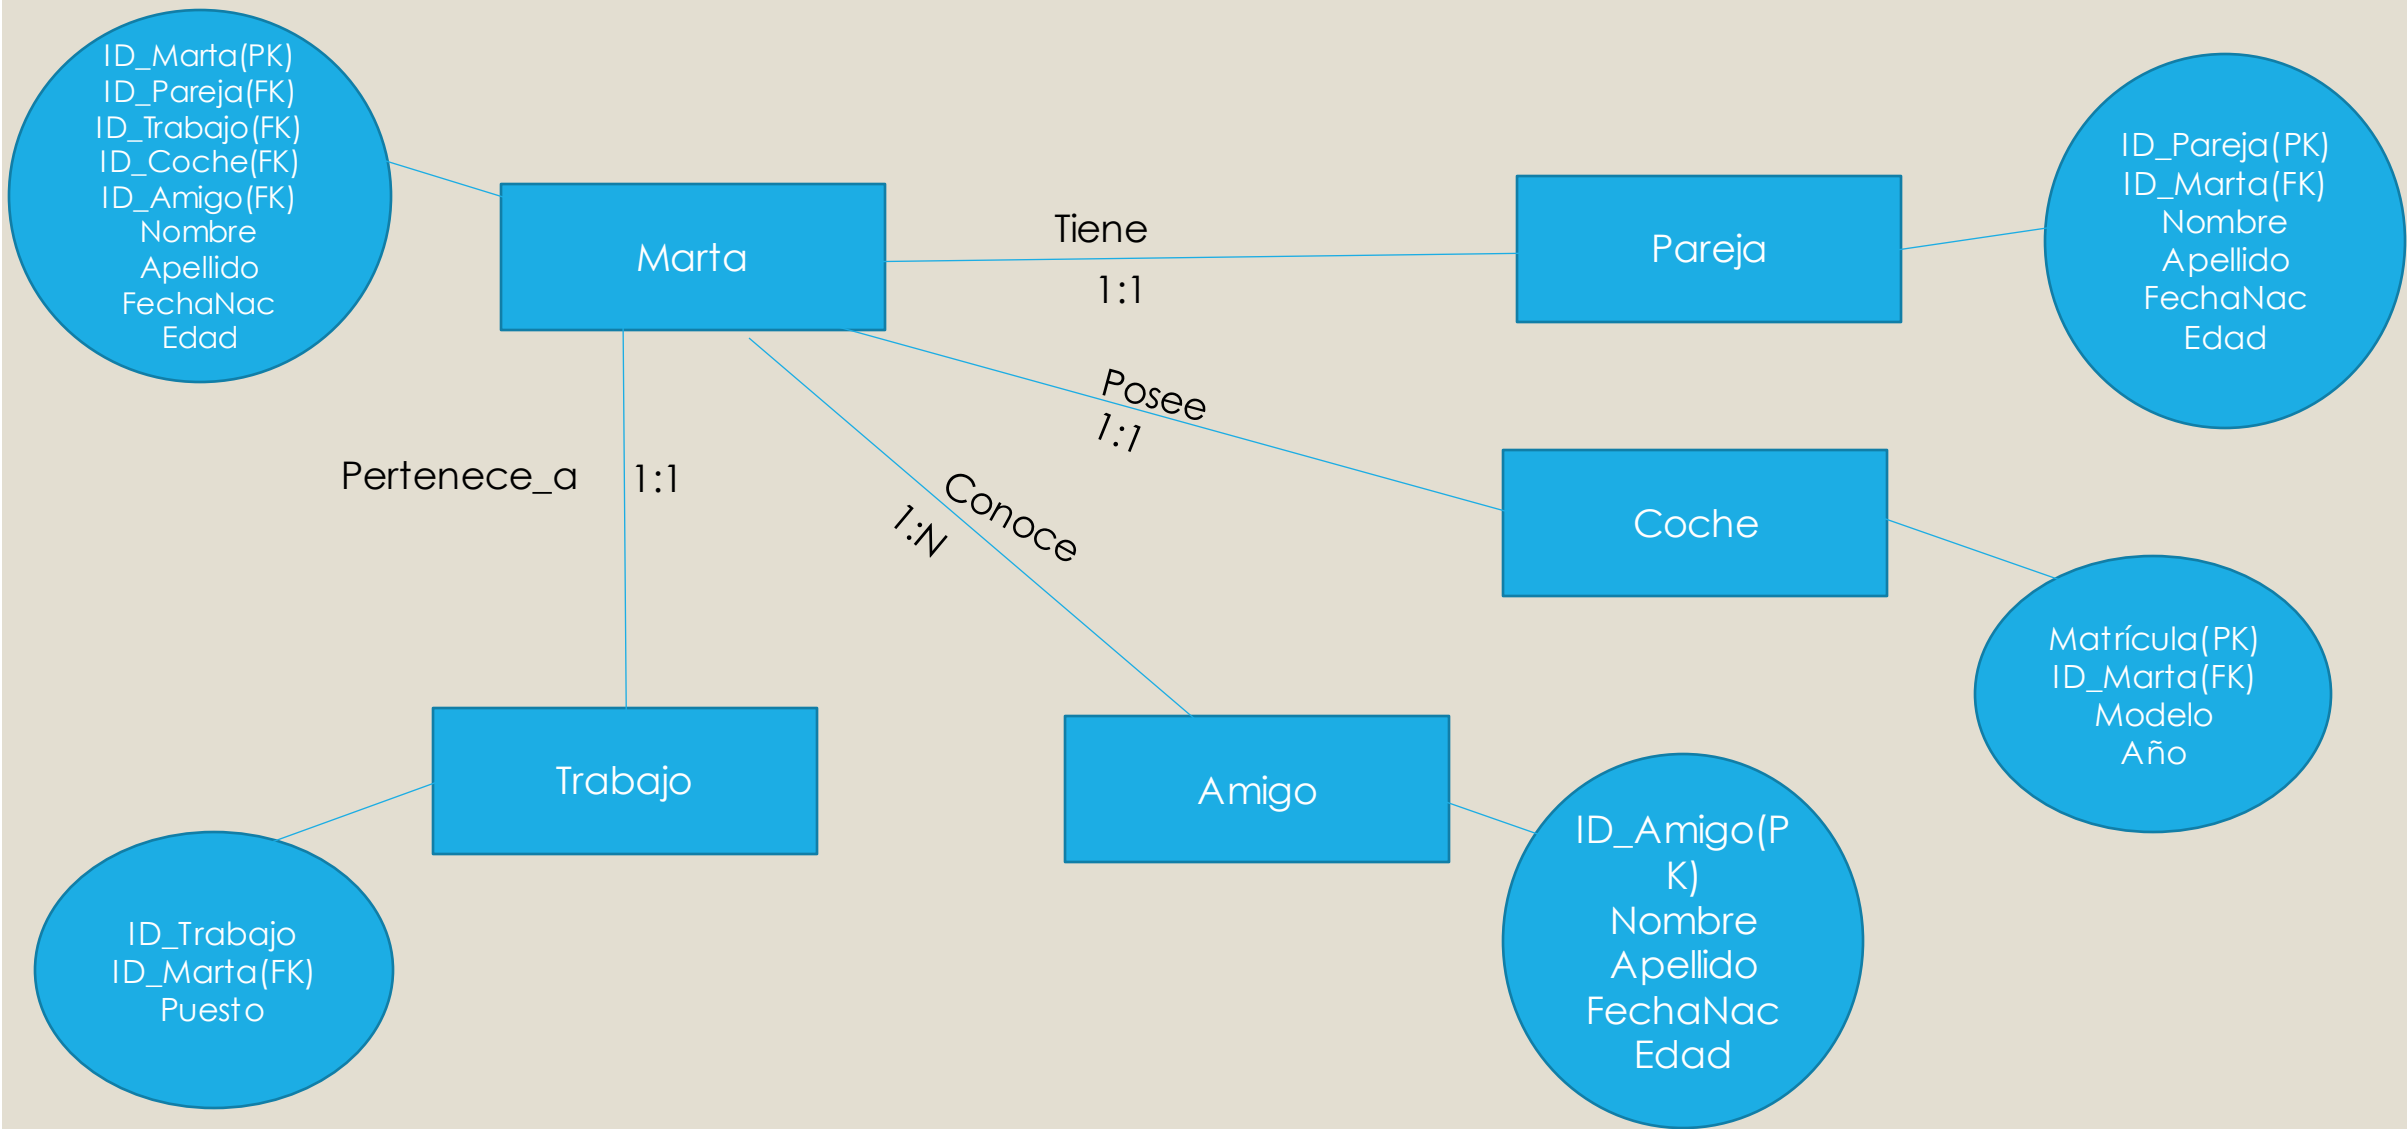 ID_Marta(PK)
ID_Pareja(FK)
ID_Trabajo(FK)
ID_Coche(FK)
ID_Amigo(FK)
Nombre
Apellido
FechaNac
Edad
Marta
Tiene
1:1
Pareja
ID_Pareja(PK)
ID_Marta(FK)
Nombre
Apellido
FechaNac
Edad
Posee
1:1
Pertenece_a
1:1
Conoce
1:N
Coche
Matrícula(PK)
ID_Marta(FK)
Modelo
Año
Trabajo
Amigo
ID_Amigo(P
K)
Nombre
Apellido
FechaNac
Edad
ID_Trabajo
ID_Marta(FK)
Puesto